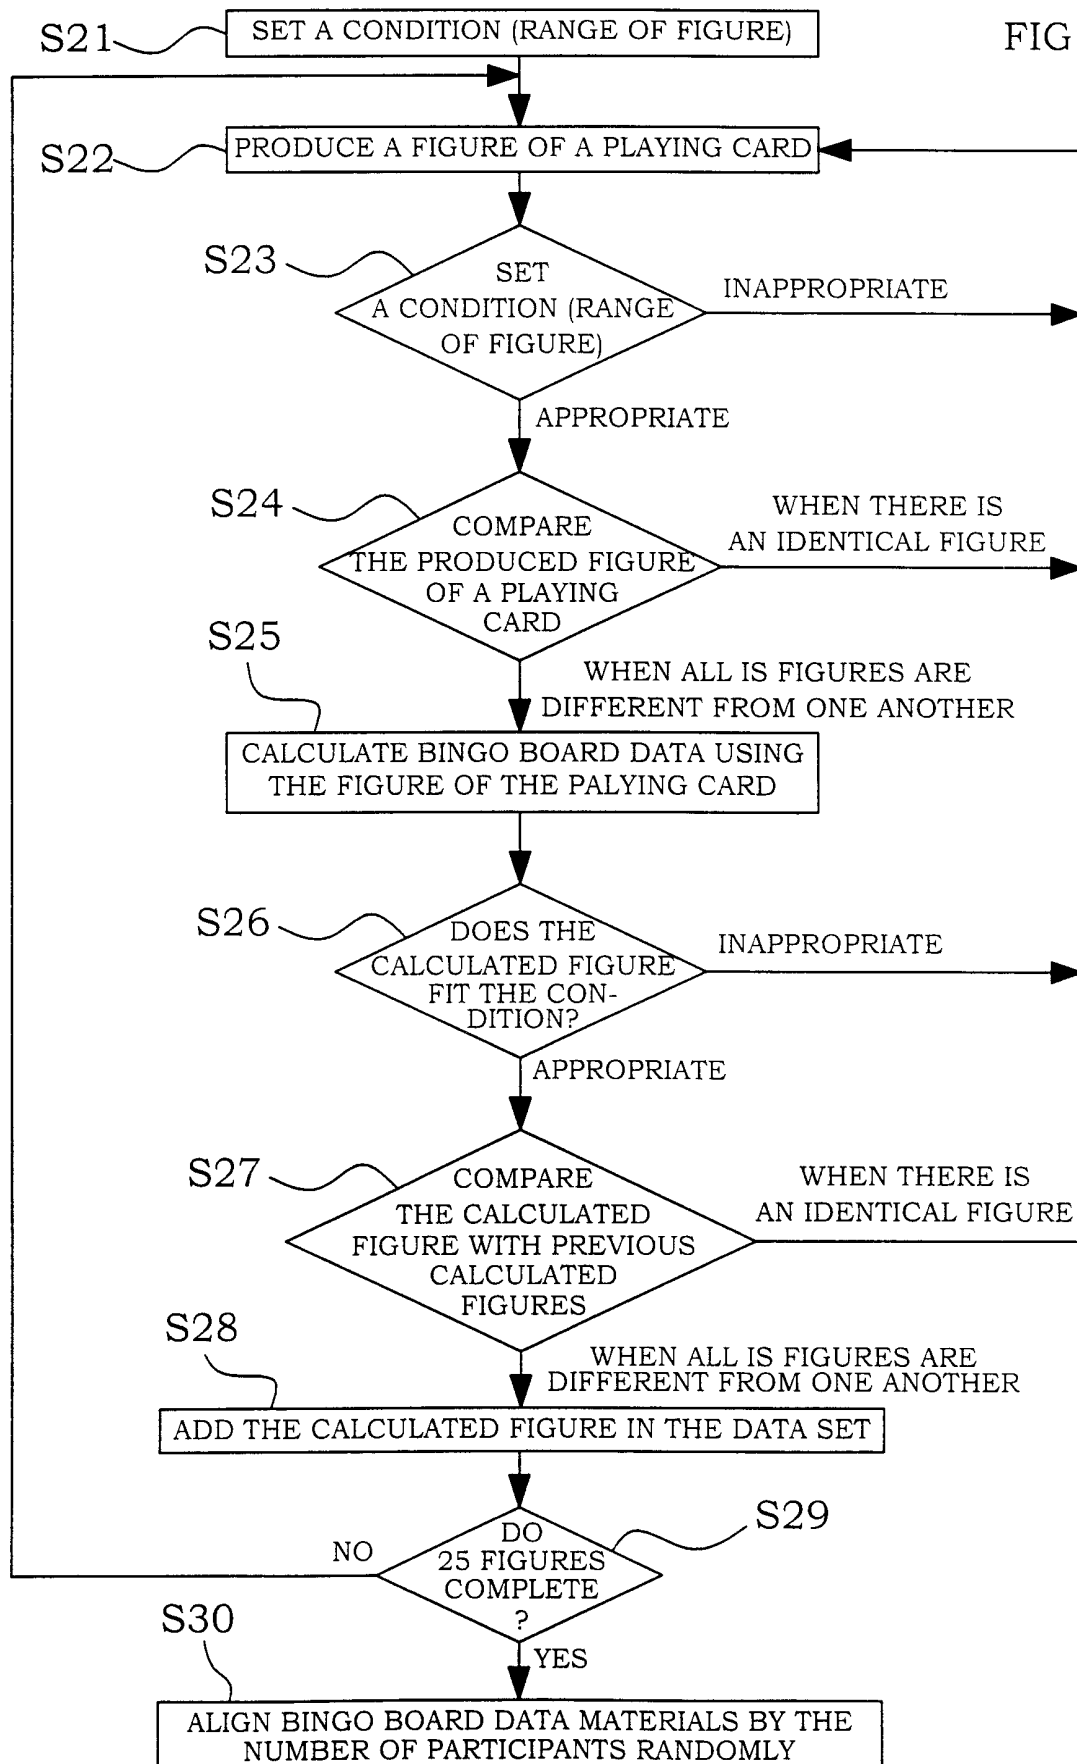 S21
SET A CONDITION (RANGE OF FIGURE)
FIG
S22
PRODUCE A FIGURE OF A PLAYING CARD
S23
SET
A CONDITION (RANGE
OF FIGURE)
INAPPROPRIATE
APPROPRIATE
S24
COMPARE
THE PRODUCED FIGURE
OF A PLAYING
CARD
WHEN THERE IS
AN IDENTICAL FIGURE
S25
WHEN ALL IS FIGURES ARE
DIFFERENT FROM ONE ANOTHER
CALCULATE BINGO BOARD DATA USING
THE FIGURE OF THE PALYING CARD
S26
DOES THE
CALCULATED FIGURE
FIT THE CON-
DITION?
INAPPROPRIATE
APPROPRIATE
S27
COMPARE
THE CALCULATED
FIGURE WITH PREVIOUS
CALCULATED
FIGURES
WHEN THERE IS
AN IDENTICAL FIGURE
S28
WHEN ALL IS FIGURES ARE
DIFFERENT FROM ONE ANOTHER
ADD THE CALCULATED FIGURE IN THE DATA SET
S29
DO
25 FIGURES
COMPLETE
?
NO
S30
YES
ALIGN BINGO BOARD DATA MATERIALS BY THE
NUMBER OF PARTICIPANTS RANDOMLY